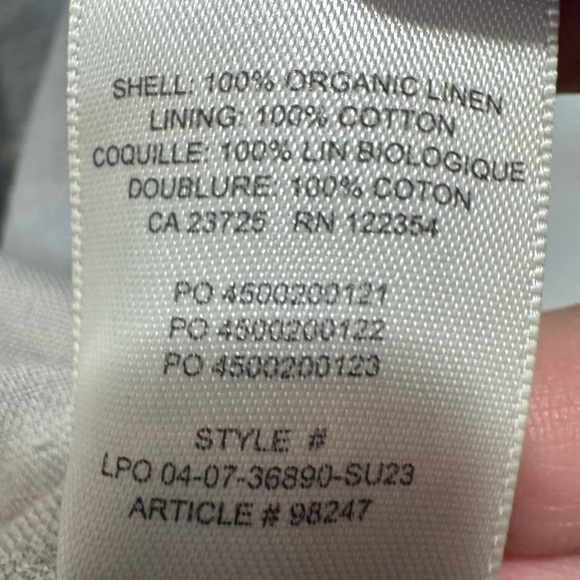 SHELL: 100% ORGANIC LINEN
LINING: 100% COTTON
COQUILLE: 100% LIN BIOLOGIQUE
DOUBLURE: 100% COTON
CA 23725 RN 122354
PO 4500200121
PO 4500200122
PO 4500200123
STYLE #
LPO 04-07-36890-SU23
ARTICLE # 98247